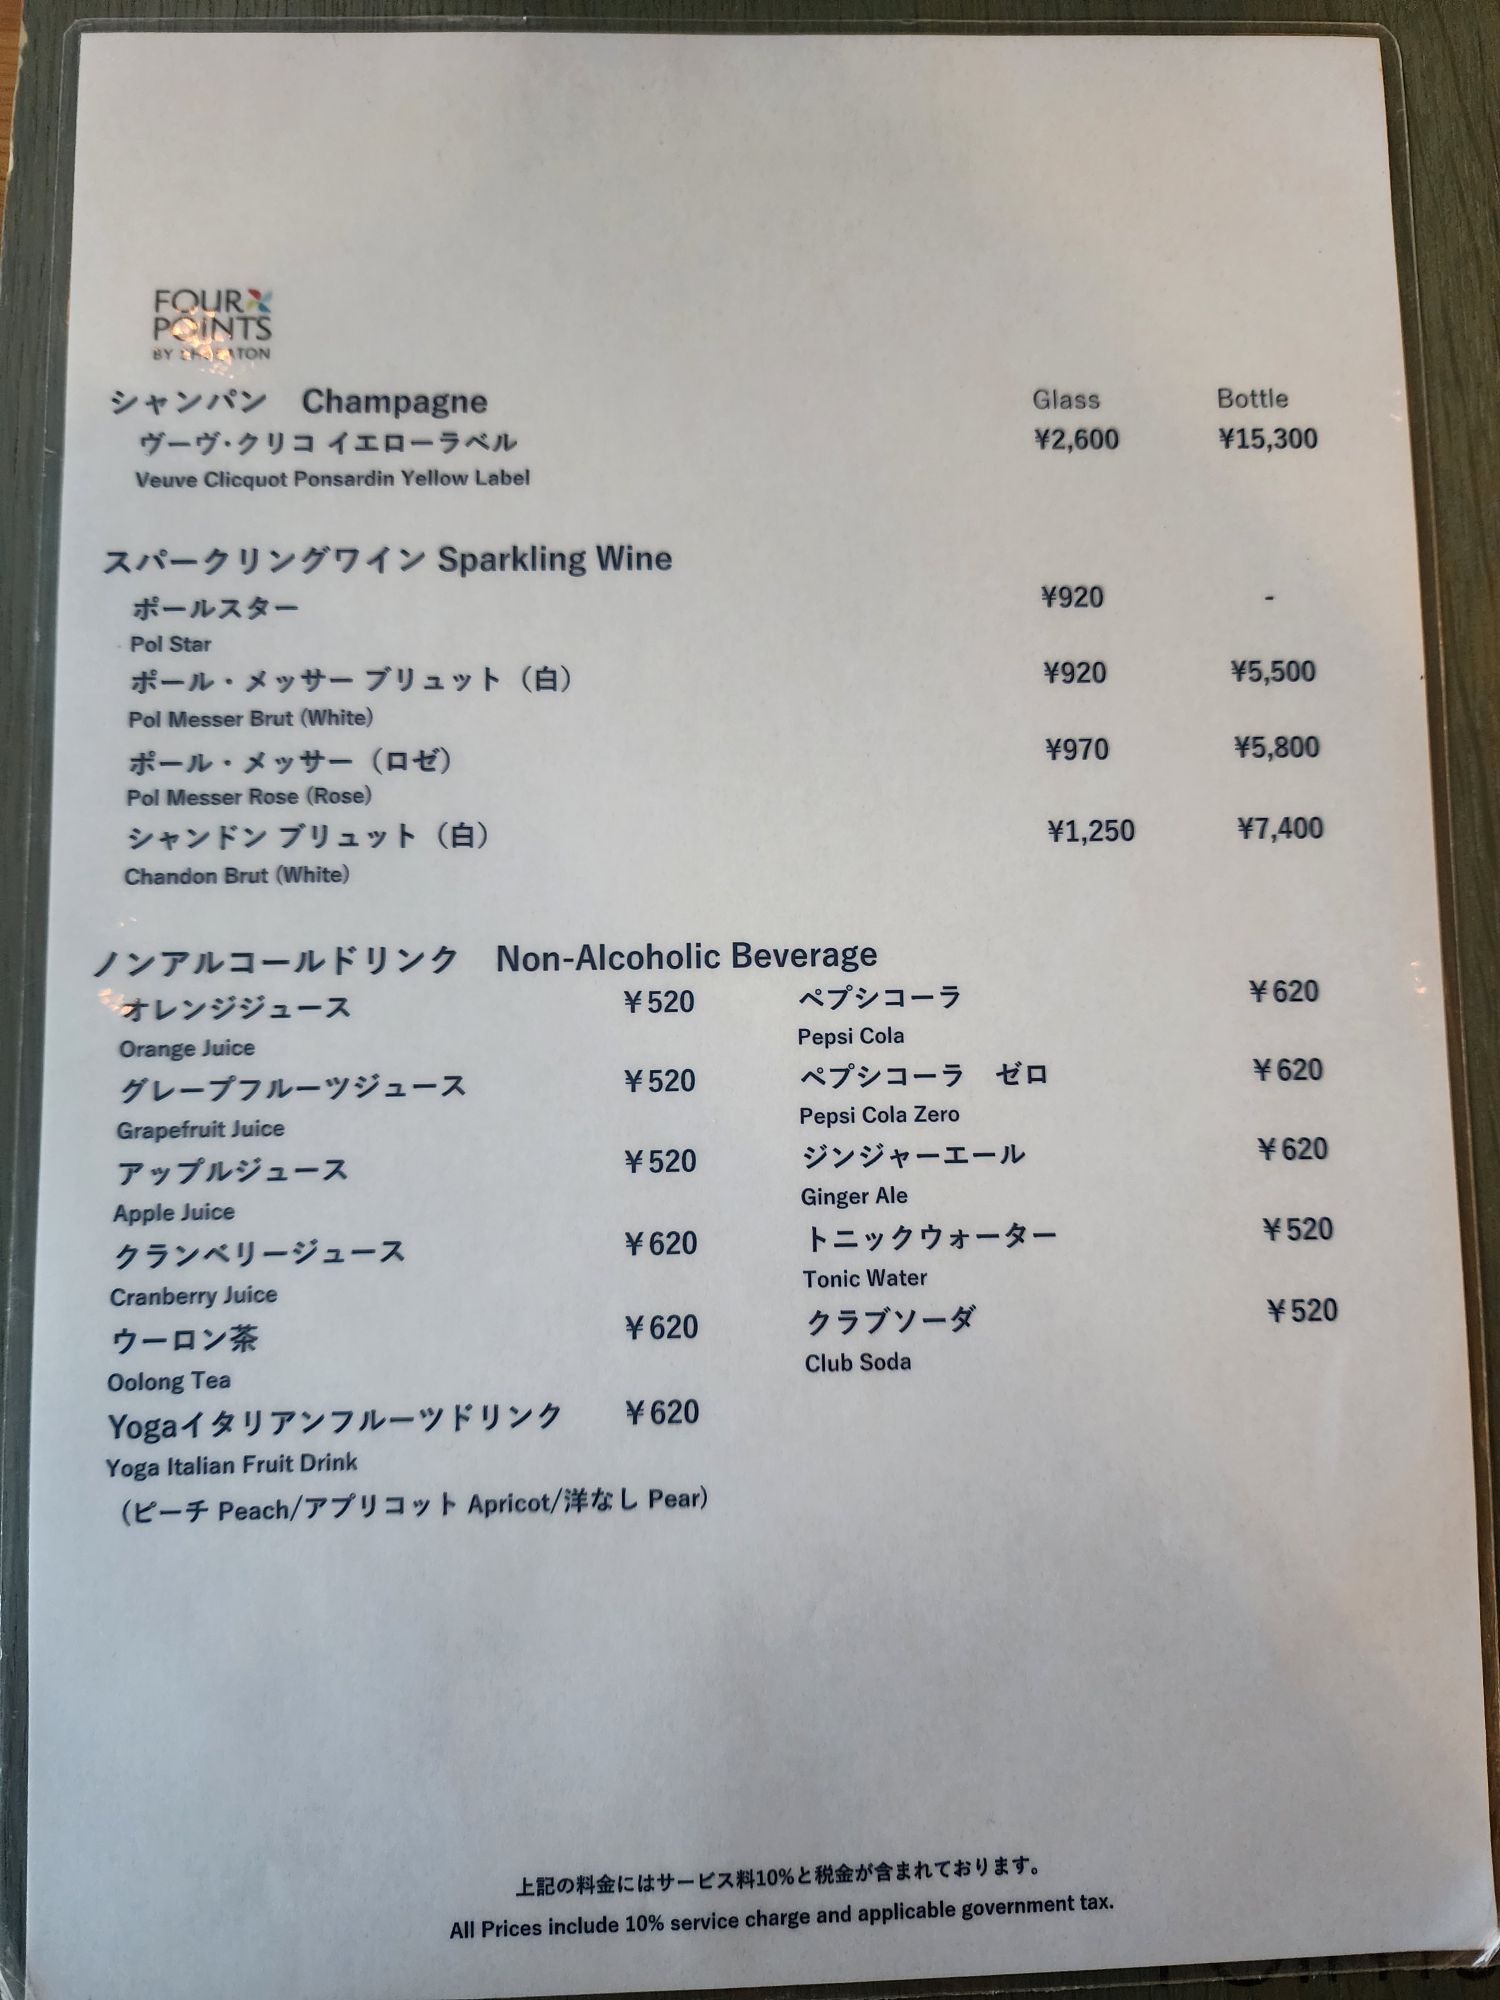 FOUR
POINTS
BY SHERATON
シャンパン Champagne Glass Bottle
ヴーヴ・クリコ イエローラベル ¥2,600 ¥15,300
Veuve Clicquot Ponsardin Yellow Label
スパークリングワイン Sparkling Wine
ポールスター ¥920 -
Pol Star
ポール・メッサー ブリュット（白） ¥920 ¥5,500
Pol Messer Brut (White)
ポール・メッサー（ロゼ） ¥970 ¥5,800
Pol Messer Rose (Rose)
シャンドン ブリュット（白） ¥1,250 ¥7,400
Chandon Brut (White)
ノンアルコールドリンク Non-Alcoholic Beverage
オレンジジュース ¥520
Orange Juice
グレープフルーツジュース ¥520
Grapefruit Juice
アップルジュース ¥520
Apple Juice
クランベリージュース ¥620
Cranberry Juice
ウーロン茶 ¥620
Oolong Tea
Yogaイタリアンフルーツドリンク ¥620
Yoga Italian Fruit Drink
（ピーチ Peach/アプリコット Apricot/洋なし Pear)
ペプシコーラ ¥620
Pepsi Cola
ペプシコーラ ゼロ ¥620
Pepsi Cola Zero
ジンジャーエール ¥620
Ginger Ale
トニックウォーター ¥520
Tonic Water
クラブソーダ ¥520
Club Soda
上記の料金にはサービス料10%と税金が含まれております。
All Prices include 10% service charge and applicable government tax.